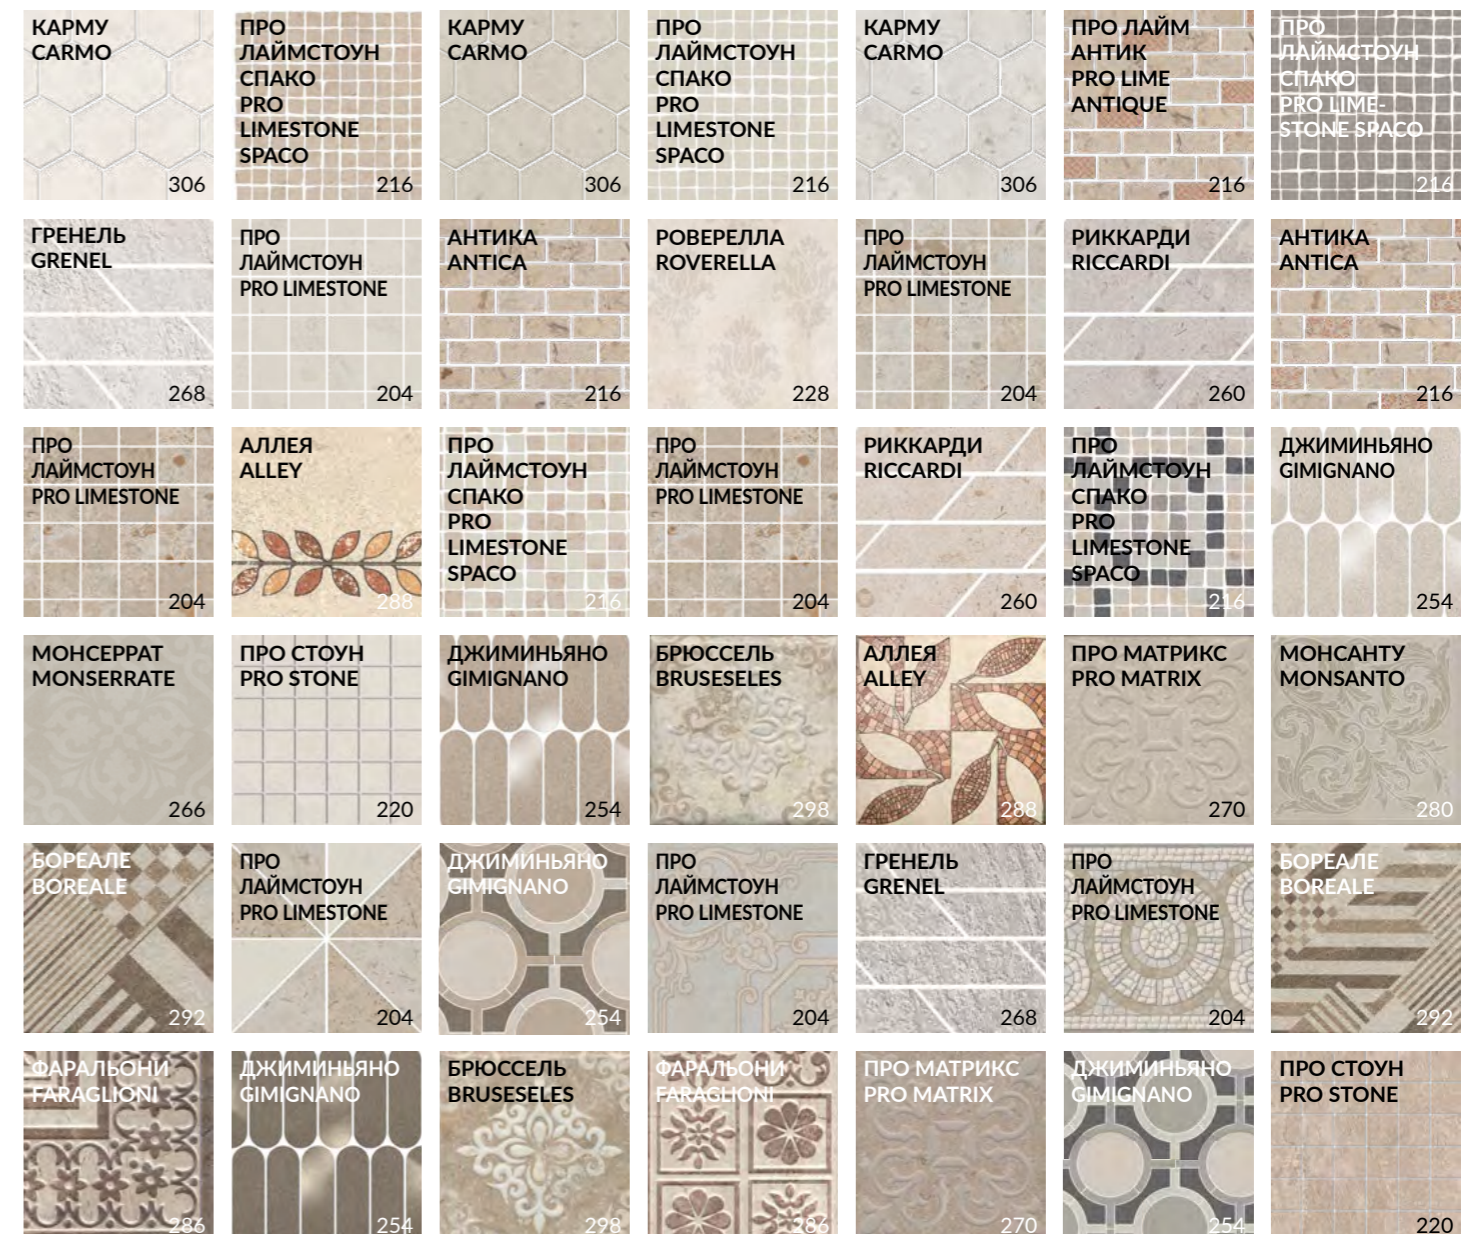 КАРМУ
CARMO
306
ПРО
ЛАЙМСТОУН
СПАКО
PRO
LIMESTONE
SPACO
216
КАРМУ
CARMO
306
ПРО
ЛАЙМСТОУН
СПАКО
PRO
LIMESTONE
SPACO
216
КАРМУ
CARMO
306
ПРО ЛАЙМ
АНТИК
PRO LIME
ANTIQUE
216
ПРО
ЛАЙМСТОУН
СПАКО
PRO LIME-
STONE SPACO
216
ГРЕНЕЛЬ
GRENEL
268
ПРО
ЛАЙМСТОУН
PRO LIMESTONE
204
АНТИКА
ANTICA
216
РОВЕРЕЛЛА
ROVERELLA
228
ПРО
ЛАЙМСТОУН
PRO LIMESTONE
204
РИККАРДИ
RICCARDI
260
АНТИКА
ANTICA
216
ПРО
ЛАЙМСТОУН
PRO LIMESTONE
204
АЛЛЕЯ
ALLEY
288
ПРО
ЛАЙМСТОУН
СПАКО
PRO
LIMESTONE
SPACO
216
ПРО
ЛАЙМСТОУН
PRO LIMESTONE
204
РИККАРДИ
RICCARDI
260
ПРО
ЛАЙМСТОУН
СПАКО
PRO
LIMESTONE
SPACO
216
ДЖИМИНЬЯНО
GIMIGNANO
254
МОНСЕРРАТ
MONSERRATE
266
ПРО СТОУН
PRO STONE
220
ДЖИМИНЬЯНО
GIMIGNANO
254
БРЮССЕЛЬ
BRUSESELES
298
АЛЛЕЯ
ALLEY
288
ПРО МАТРИКС
PRO MATRIX
270
МОНСАНТУ
MONSANTO
280
БОРЕАЛЕ
BOREALE
292
ПРО
ЛАЙМСТОУН
PRO LIMESTONE
204
ДЖИМИНЬЯНО
GIMIGNANO
254
ПРО
ЛАЙМСТОУН
PRO LIMESTONE
204
ГРЕНЕЛЬ
GRENEL
268
ПРО
ЛАЙМСТОУН
PRO LIMESTONE
204
БОРЕАЛЕ
BOREALE
292
ФАРАЛЬОНИ
FARAGLIONI
286
ДЖИМИНЬЯНО
GIMIGNANO
254
БРЮССЕЛЬ
BRUSESELES
298
ФАРАЛЬОНИ
FARAGLIONI
286
ПРО МАТРИКС
PRO MATRIX
270
ДЖИМИНЬЯНО
GIMIGNANO
254
ПРО СТОУН
PRO STONE
220